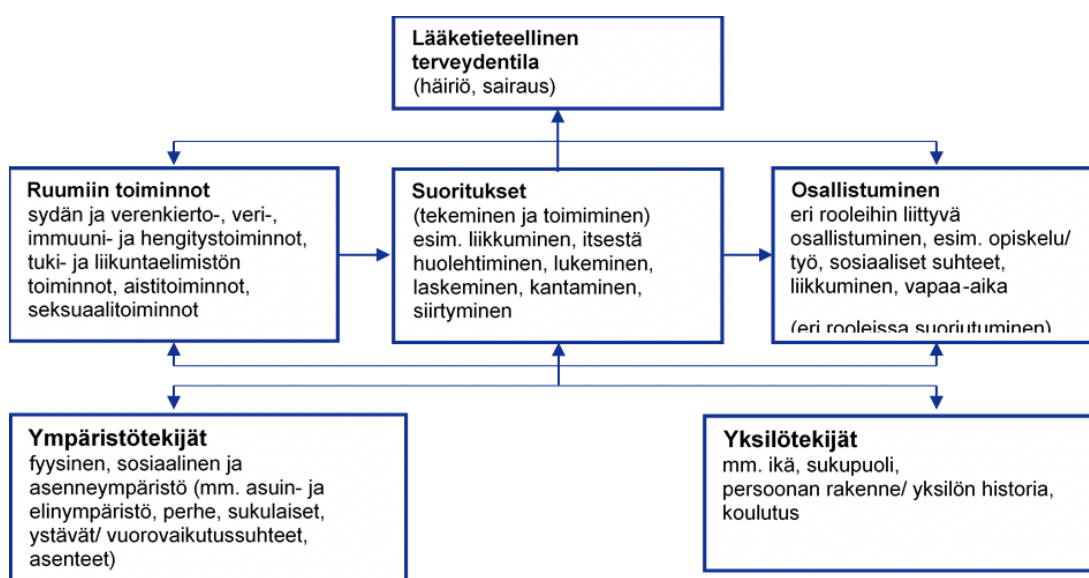 Lääketieteellinen
terveydentila
(häiriö, sairaus)
Ruumiin toiminnot
sydän ja verenkierto-, veri-,
immuuni- ja hengitystoiminnot,
tuki- ja liikuntaelimistön
toiminnot, aistitoiminnot,
seksuaalitoiminnot
Suoritukset
(tekeminen ja toimiminen)
esim. liikkuminen, itsestä
huolehtiminen, lukeminen,
laskeminen, kantaminen,
siirtyminen
Osallistuminen
eri rooleihin liittyvä
osallistuminen, esim. opiskelu/
työ, sosiaaliset suhteet,
liikkuminen, vapaa-aika
(eri rooleissa suoriutuminen)
Ympäristötekijät
fyysinen, sosiaalinen ja
asenneympäristö (mm. asuin- ja
elinympäristö, perhe, sukulaiset,
ystävät/ vuorovaikutussuhteet,
asenteet)
Yksilötekijät
mm. ikä, sukupuoli,
persoonan rakenne/ yksilön historia,
koulutus